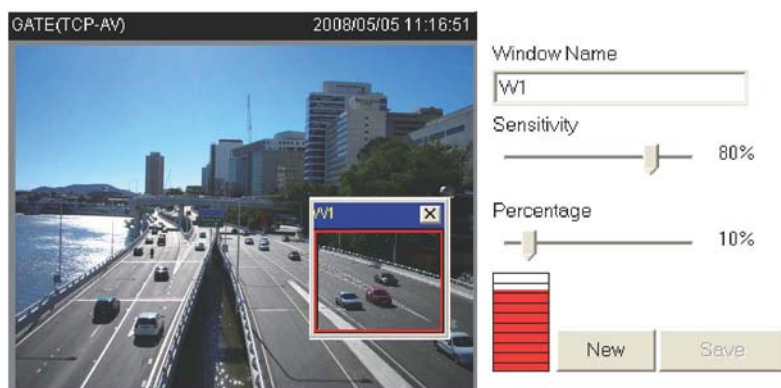 GATE(TCP-AV) 2008/05/05 11:16:51
Window Name
W1
Sensitivity
80%
W1
Percentage
10%
New Save